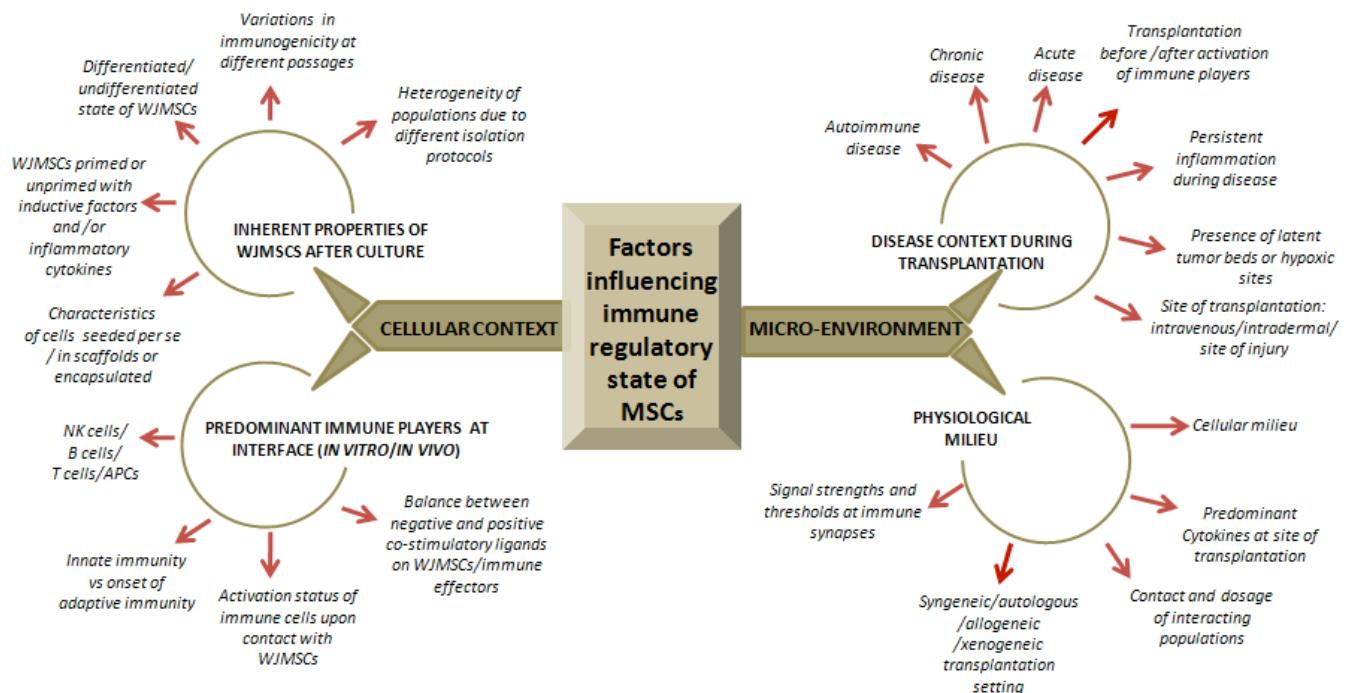 Variations in
immunogenicity at
different passages
Differentiated/
undifferentiated
state of WJMSCs
Heterogeneity of
populations due to
different isolation
protocols
WJMSCs primed or
unprimed with
inductive factors
and /or
inflammatory
cytokines
INHERENT PROPERTIES OF
WJMSCS AFTER CULTURE
Characteristics
of cells seeded per se
/ in scaffolds or
encapsulated
CELLULAR CONTEXT
NK cells/
B cells/
T cells/APCs
PREDOMINANT IMMUNE PLAYERS AT
INTERFACE (IN VITRO/IN VIVO)
Balance between
negative and positive
co-stimulatory ligands
on WJMSCs/immune
effectors
Innate immunity
vs onset of
adaptive immunity
Activation status of
immune cells upon
contact with
WJMSCs
Factors
influencing
immune
regulatory
state of
MSCs
MICRO-ENVIRONMENT
Chronic
disease
Acute
disease
Transplantation
before /after activation
of immune players
Autoimmune
disease
Persistent
inflammation
during disease
DISEASE CONTEXT DURING
TRANSPLANTATION
Presence of latent
tumor beds or hypoxic
sites
Site of transplantation:
intravenous/intradermal/
site of injury
PHYSIOLOGICAL
MILIEU
Cellular milieu
Signal strengths and
thresholds at immune
synapses
Predominant
Cytokines at site of
transplantation
Syngeneic/autologous
/allogeneic
/xenogeneic
transplantation
setting
Contact and dosage
of interacting
populations